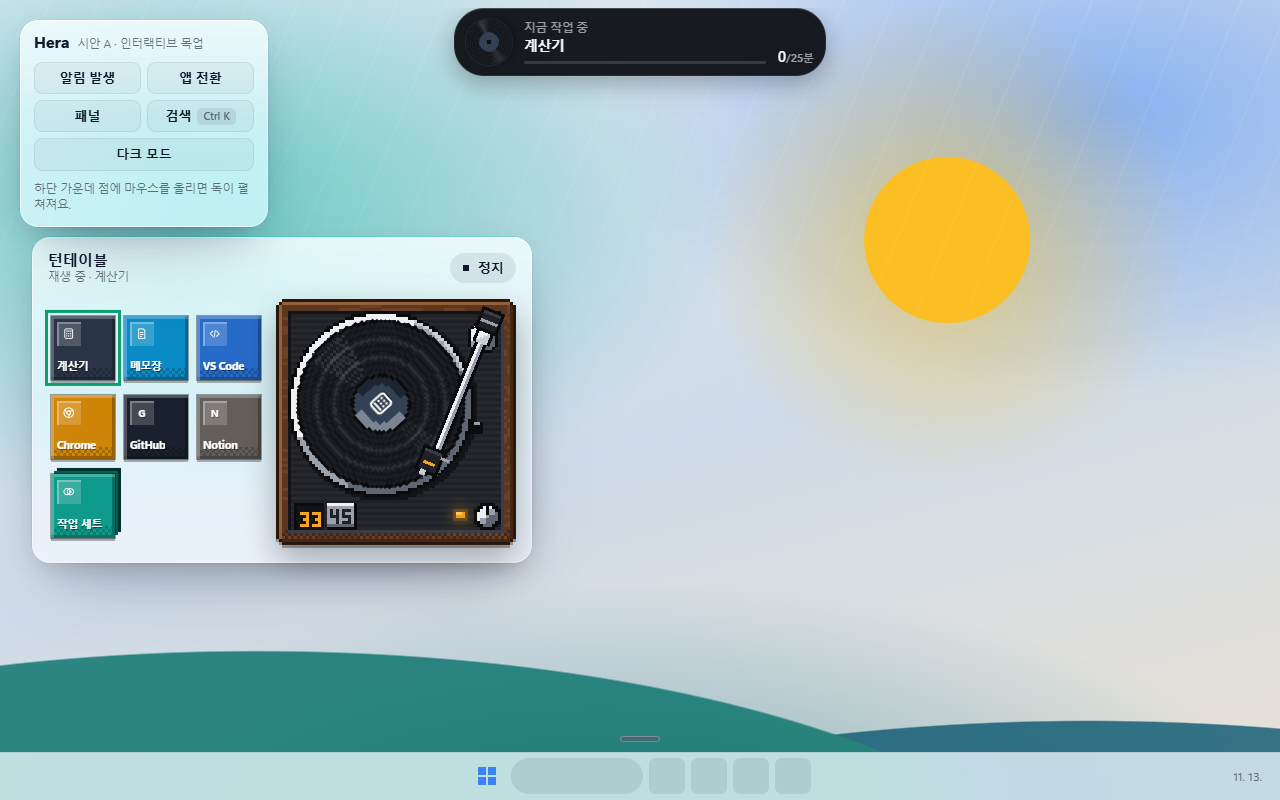 Hera 시안 A · 인터랙티브 목업
알림 발생
앱 전환
패널
검색 Ctrl K
다크 모드
하단 가운데 점에 마우스를 올리면 독이 펼
쳐져요.
지금 작업 중
계산기
0/25분
턴테이블
재생 중 · 계산기
정지
계산기
메모장
VS Code
Chrome
G
GitHub
N
Notion
작업 세트
33 45
11. 13.